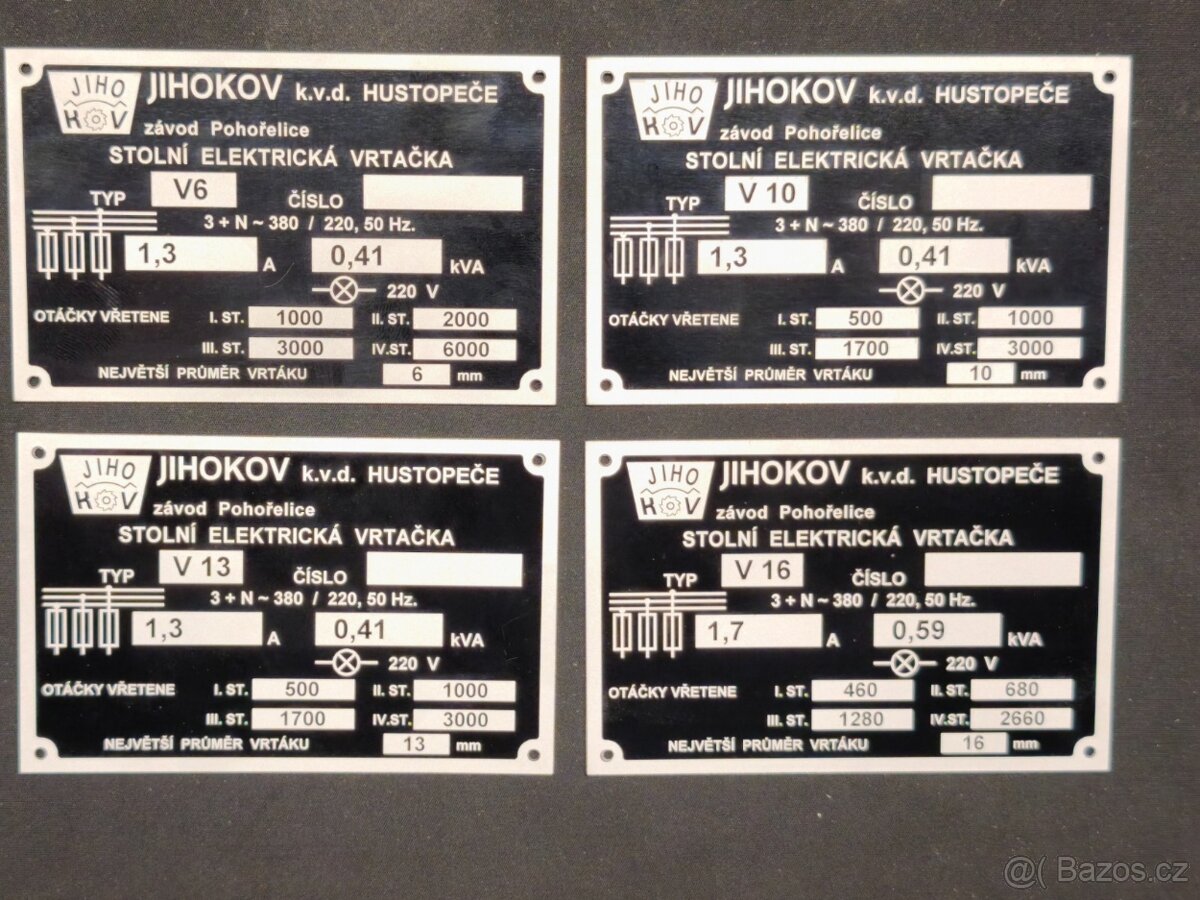 JIHO
KOV
JIHOKOV k.v.d. HUSTOPEČE
závod Pohořelice
STOLNÍ ELEKTRICKÁ VRTAČKA
TYP V6 ČÍSLO
3 + N ~ 380 / 220, 50 Hz.
1,3 A 0,41 kVA
220 V
OTÁČKY VŘETENE I. ST. 1000 II. ST. 2000
III. ST. 3000 IV.ST. 6000
NEJVĚTŠÍ PRŮMĚR VRTÁKU 6 mm
JIHO
KOV
JIHOKOV k.v.d. HUSTOPEČE
závod Pohořelice
STOLNÍ ELEKTRICKÁ VRTAČKA
TYP V 10 ČÍSLO
3 + N ~ 380 / 220, 50 Hz.
1,3 A 0,41 kVA
220 V
OTÁČKY VŘETENE I. ST. 500 II. ST. 1000
III. ST. 1700 IV.ST. 3000
NEJVĚTŠÍ PRŮMĚR VRTÁKU 10 mm
JIHO
KOV
JIHOKOV k.v.d. HUSTOPEČE
závod Pohořelice
STOLNÍ ELEKTRICKÁ VRTAČKA
TYP V 13 ČÍSLO
3 + N ~ 380 / 220, 50 Hz.
1,3 A 0,41 kVA
220 V
OTÁČKY VŘETENE I. ST. 500 II. ST. 1000
III. ST. 1700 IV.ST. 3000
NEJVĚTŠÍ PRŮMĚR VRTÁKU 13 mm
JIHO
KOV
JIHOKOV k.v.d. HUSTOPEČE
závod Pohořelice
STOLNÍ ELEKTRICKÁ VRTAČKA
TYP V 16 ČÍSLO
3 + N ~ 380 / 220, 50 Hz.
1,7 A 0,59 kVA
220 V
OTÁČKY VŘETENE I. ST. 460 II. ST. 680
III. ST. 1280 IV.ST. 2660
NEJVĚTŠÍ PRŮMĚR VRTÁKU 16 mm
@( Bazos.cz